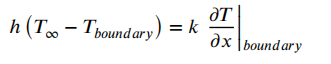 h (T∞ − Tboundary) = k ∂T/∂x |boundary